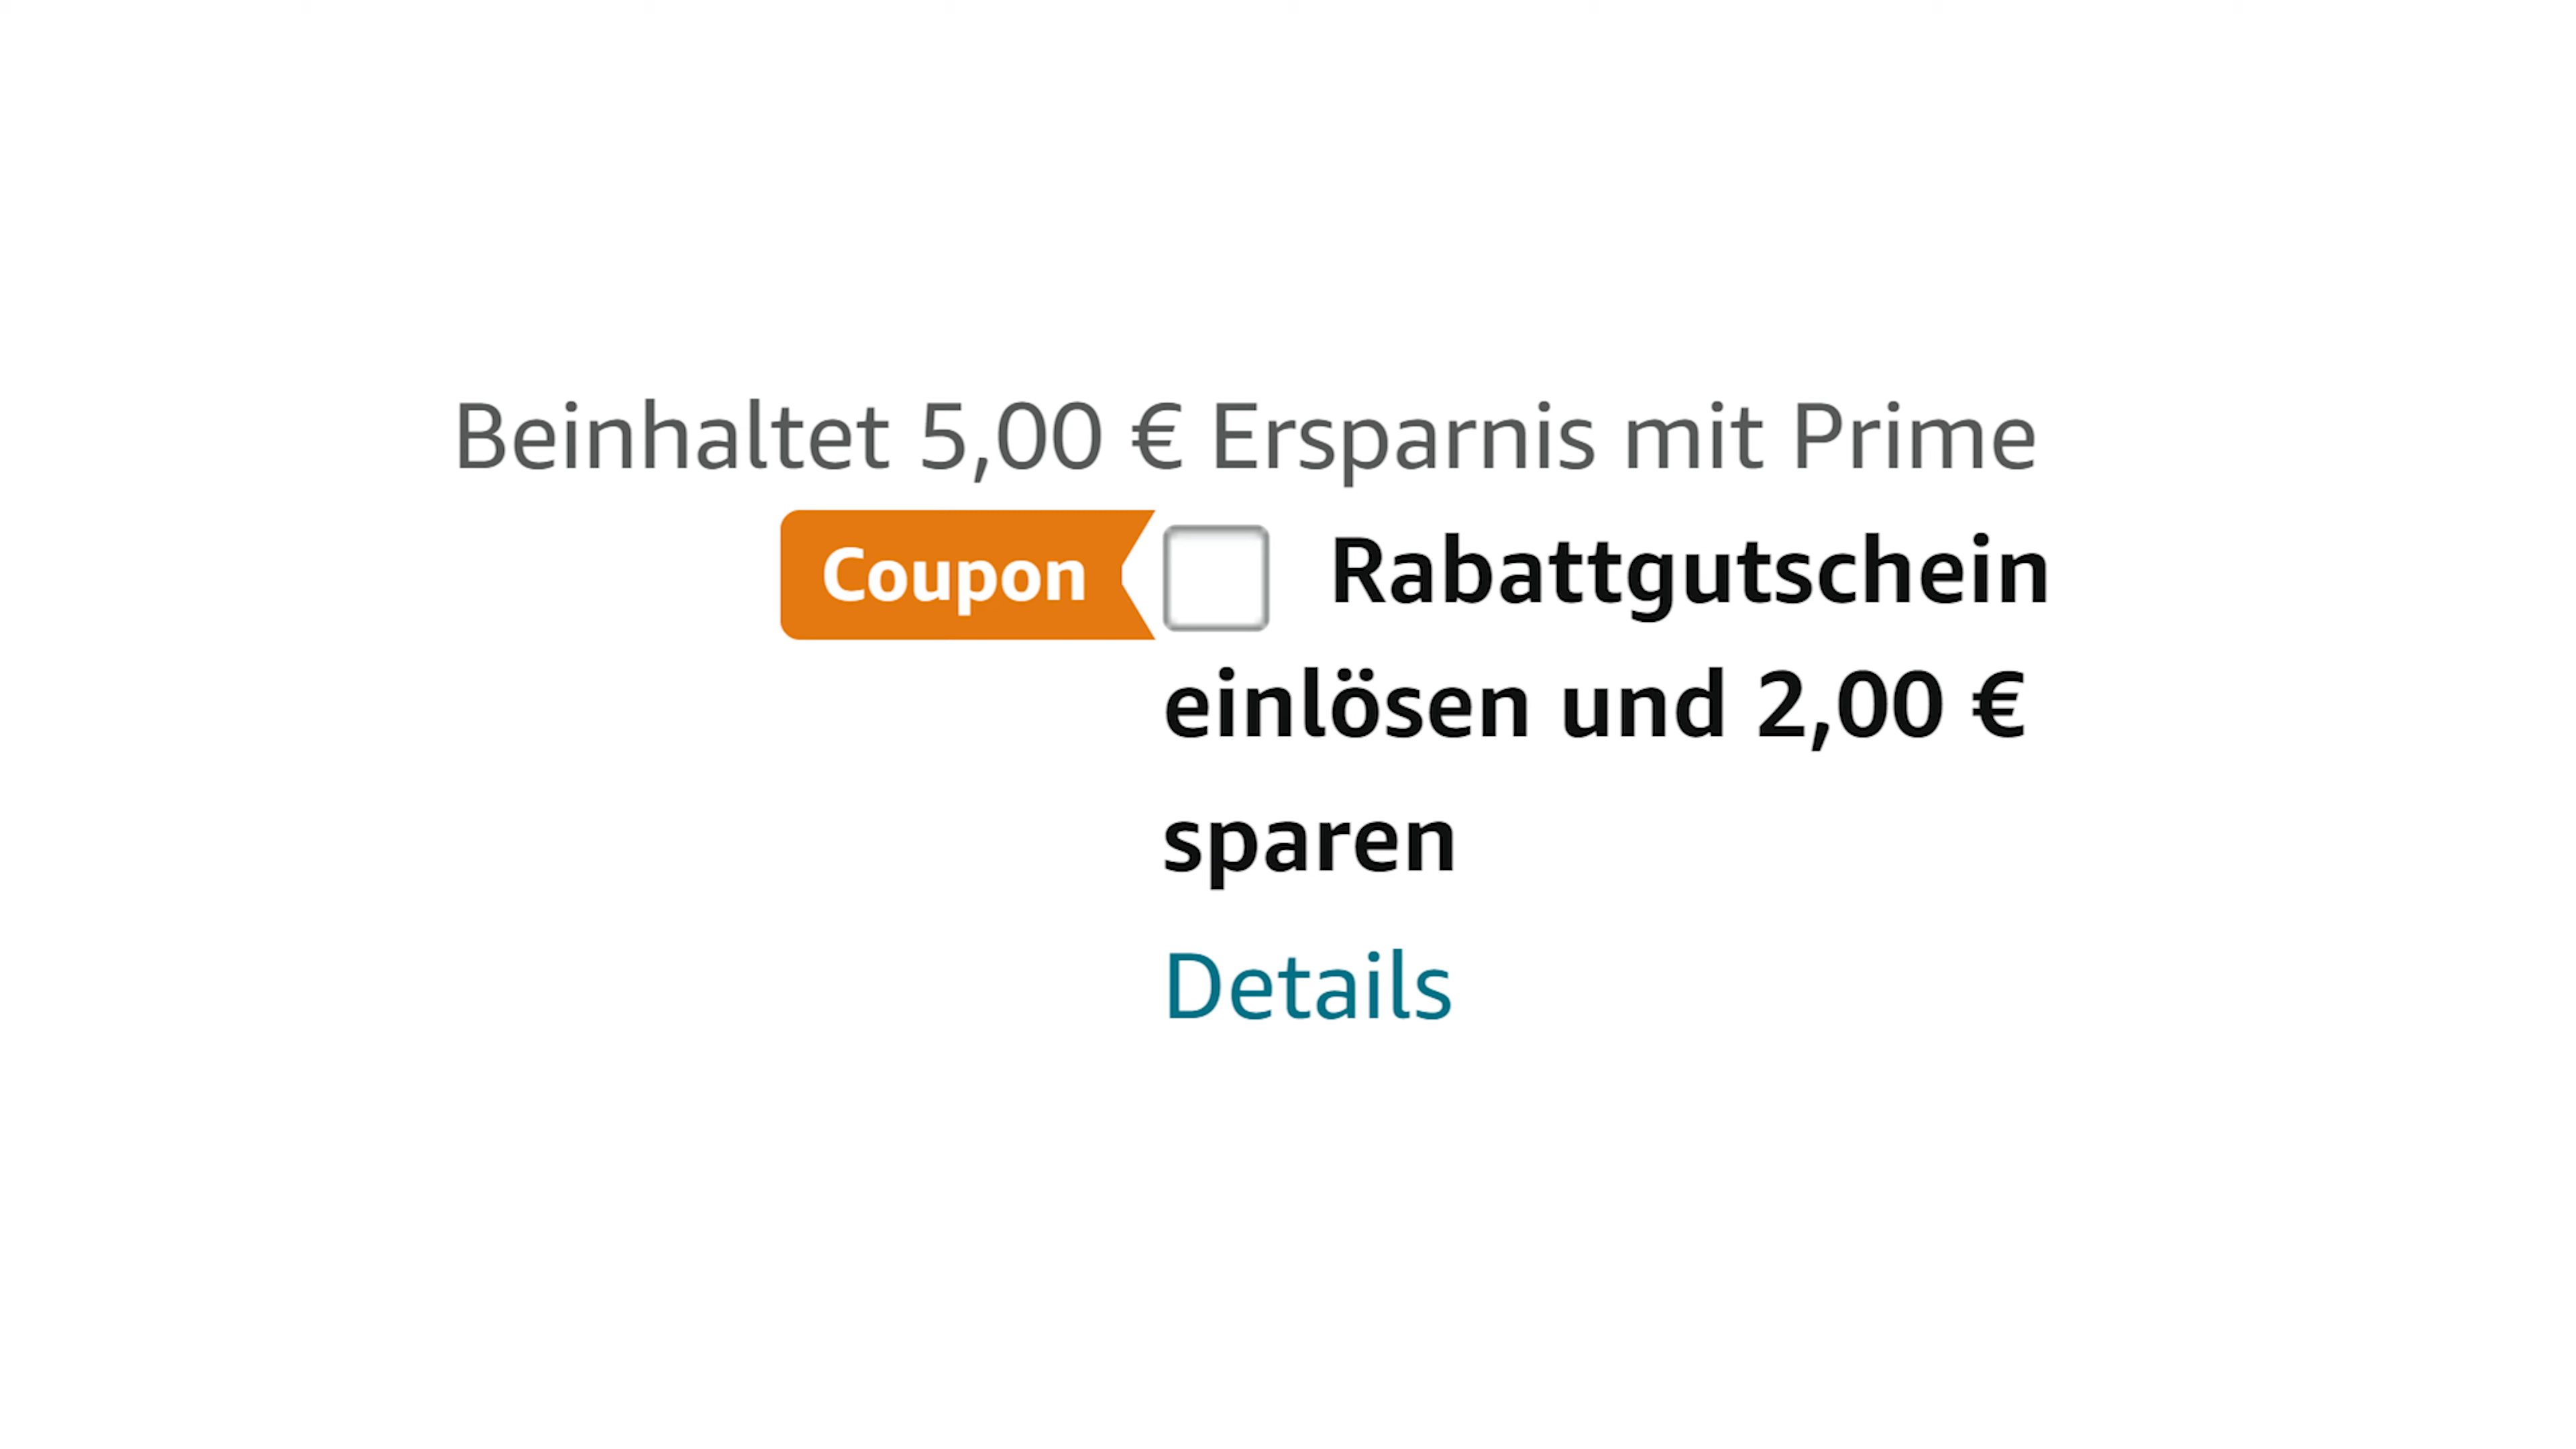 Beinhaltet 5,00 € Ersparnis mit Prime
Coupon Rabattgutschein
einlösen und 2,00 €
sparen
Details